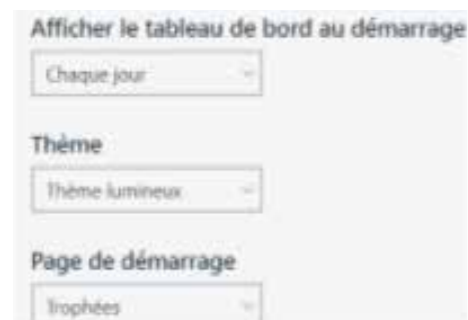 Afficher le tableau de bord au démarrage
Chaque jour
Thème
Thème lumineux
Page de démarrage
Trophées